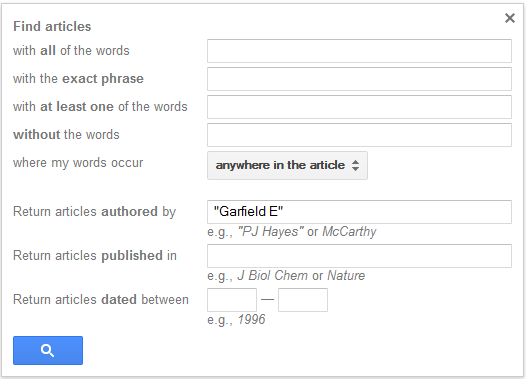 Find articles
with all of the words
with the exact phrase
with at least one of the words
without the words
where my words occur anywhere in the article
Return articles authored by "Garfield E"
e.g., "PJ Hayes" or McCarthy
Return articles published in
e.g., J Biol Chem or Nature
Return articles dated between —
e.g., 1996